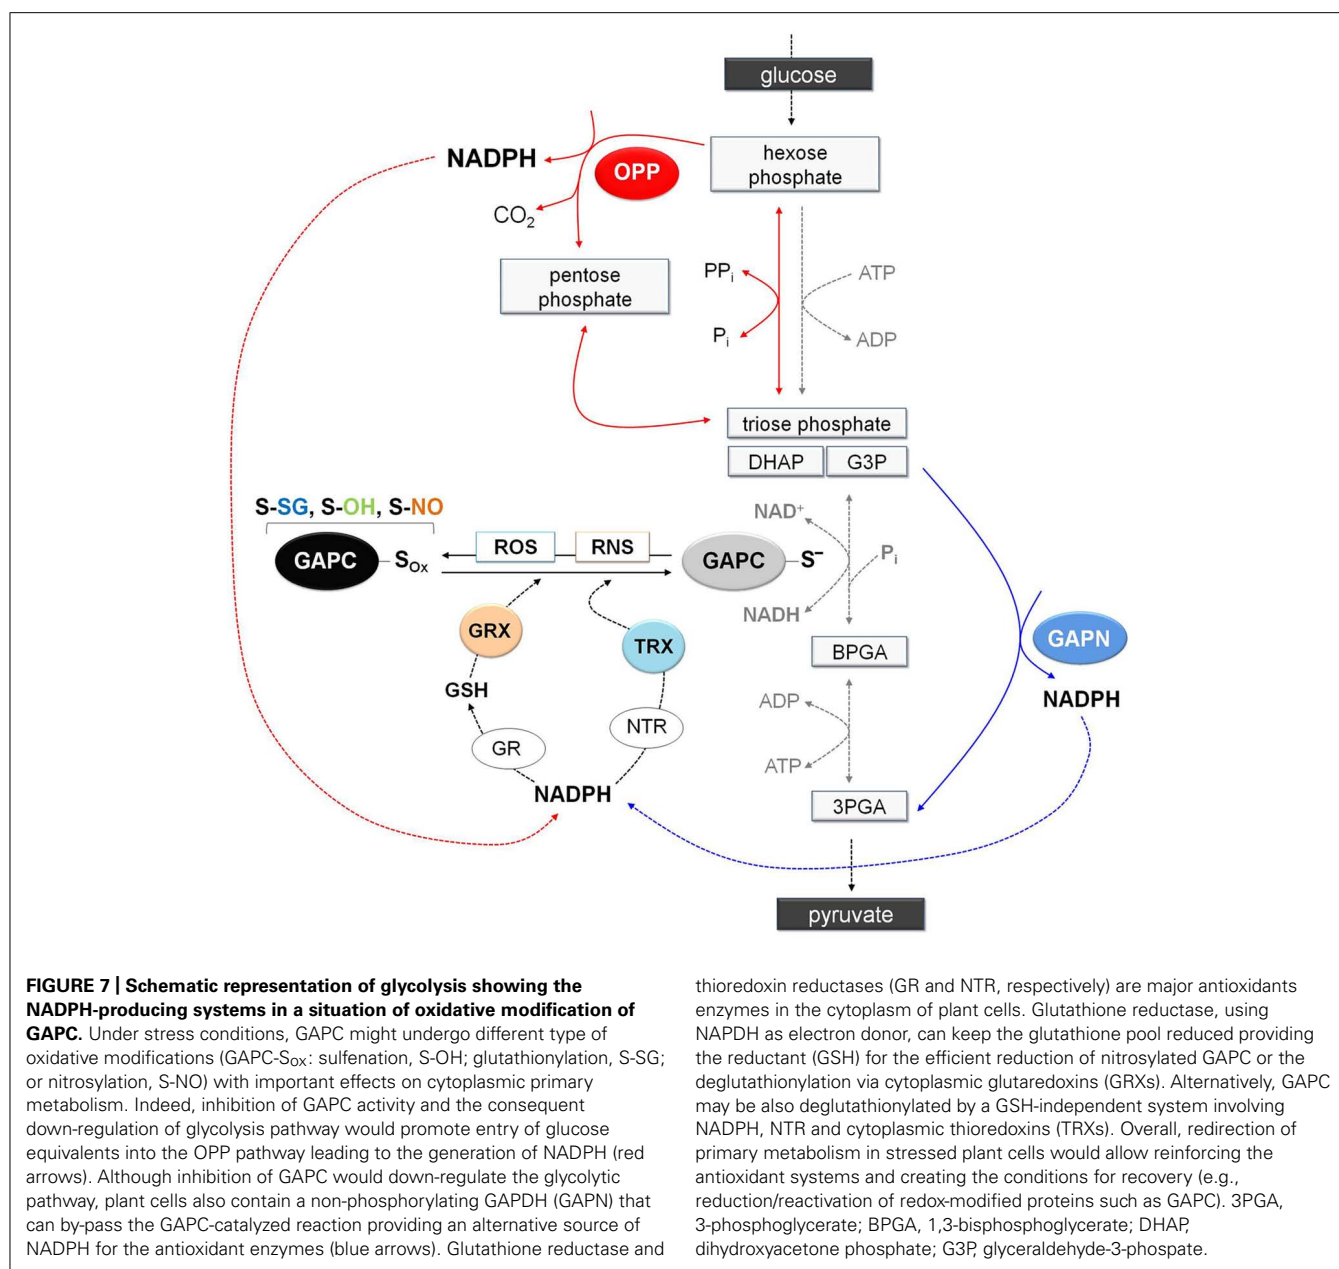 glucose
hexose
phosphate
NADPH
OPP
CO2
pentose
phosphate
PPi
Pi
ATP
ADP
triose phosphate
DHAP
G3P
S-SG, S-OH, S-NO
GAPC
SOx
ROS
RNS
GAPC
S–
NAD+
Pi
NADH
GRX
TRX
BPGA
GAPN
GSH
NTR
ADP
NADPH
GR
ATP
NADPH
3PGA
pyruvate
FIGURE 7 | Schematic representation of glycolysis showing the
NADPH-producing systems in a situation of oxidative modification of
GAPC. Under stress conditions, GAPC might undergo different type of
oxidative modifications (GAPC-SOx: sulfenation, S-OH; glutathionylation, S-SG;
or nitrosylation, S-NO) with important effects on cytoplasmic primary
metabolism. Indeed, inhibition of GAPC activity and the consequent
down-regulation of glycolysis pathway would promote entry of glucose
equivalents into the OPP pathway leading to the generation of NADPH (red
arrows). Although inhibition of GAPC would down-regulate the glycolytic
pathway, plant cells also contain a non-phosphorylating GAPDH (GAPN) that
can by-pass the GAPC-catalyzed reaction providing an alternative source of
NADPH for the antioxidant enzymes (blue arrows). Glutathione reductase and
thioredoxin reductases (GR and NTR, respectively) are major antioxidants
enzymes in the cytoplasm of plant cells. Glutathione reductase, using
NAPDH as electron donor, can keep the glutathione pool reduced providing
the reductant (GSH) for the efficient reduction of nitrosylated GAPC or the
deglutathionylation via cytoplasmic glutaredoxins (GRXs). Alternatively, GAPC
may be also deglutathionylated by a GSH-independent system involving
NADPH, NTR and cytoplasmic thioredoxins (TRXs). Overall, redirection of
primary metabolism in stressed plant cells would allow reinforcing the
antioxidant systems and creating the conditions for recovery (e.g.,
reduction/reactivation of redox-modified proteins such as GAPC). 3PGA,
3-phosphoglycerate; BPGA, 1,3-bisphosphoglycerate; DHAP,
dihydroxyacetone phosphate; G3P, glyceraldehyde-3-phospate.